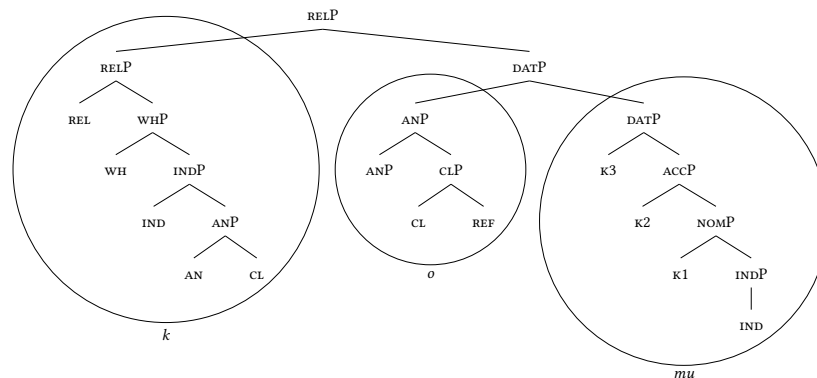 RELP
RELP DATP
REL WHP ANP DATP
WH INDP ANP CLP K3 ACCP
IND ANP CL REF K2 NOMP
AN CL K1 INDP
IND
k o mu